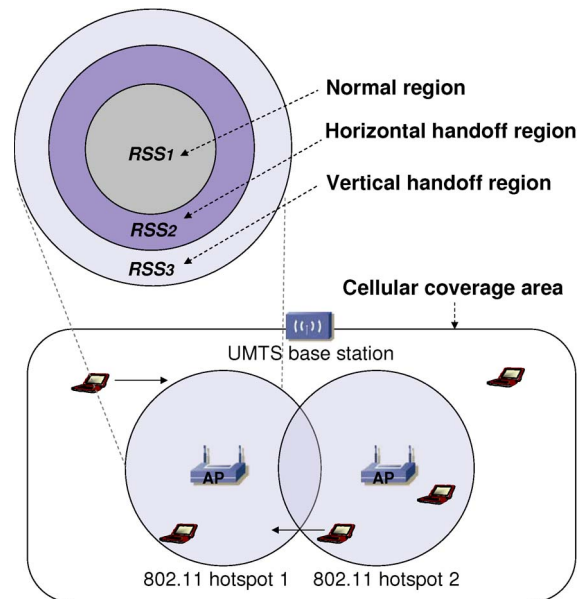 Normal region
Horizontal handoff region
RSS1
Vertical handoff region
RSS2
RSS3
Cellular coverage area
UMTS base station
AP
AP
802.11 hotspot 1
802.11 hotspot 2